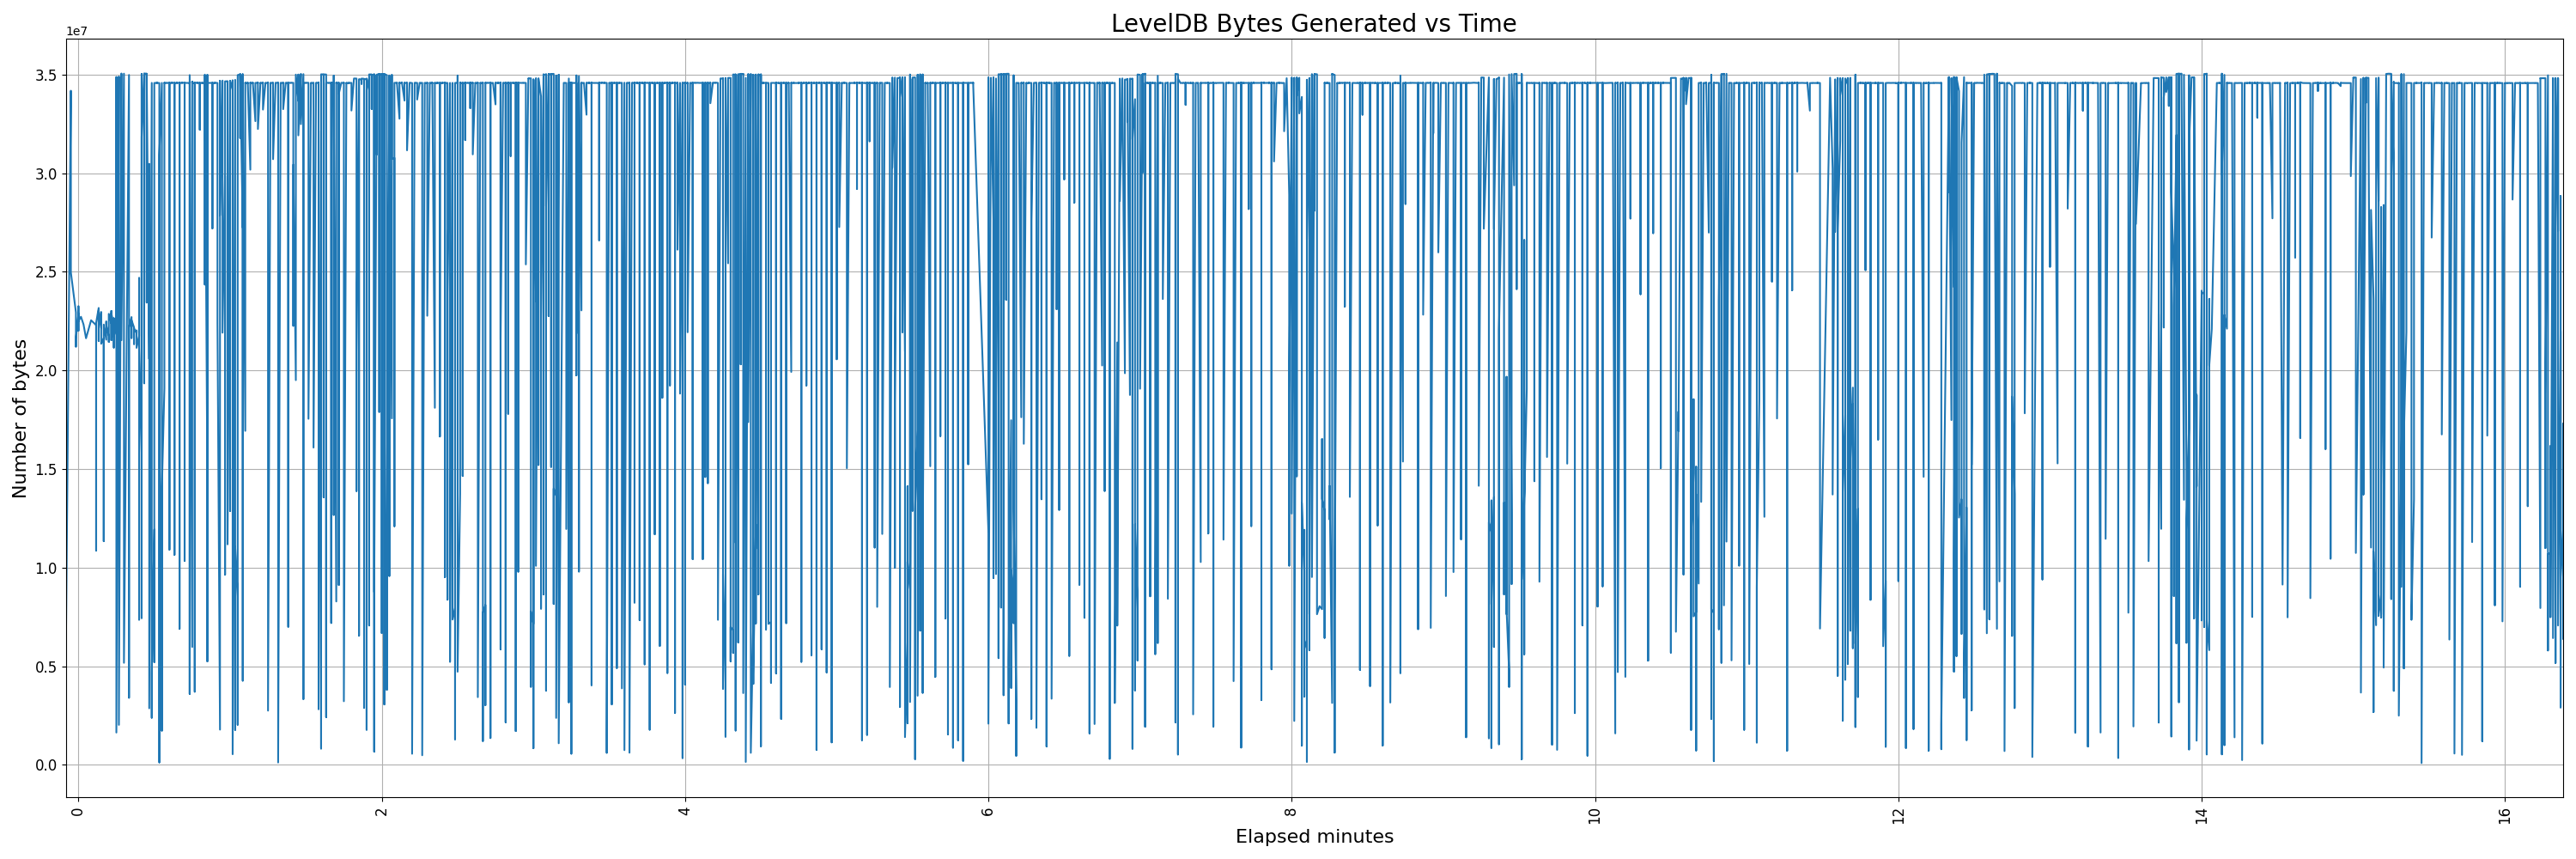 LevelDB Bytes Generated vs Time
1e7
3.5
3.0
2.5
2.0
1.5
1.0
0.5
0.0
Number of bytes
0 2 4 6 8 10 12 14 16
Elapsed minutes